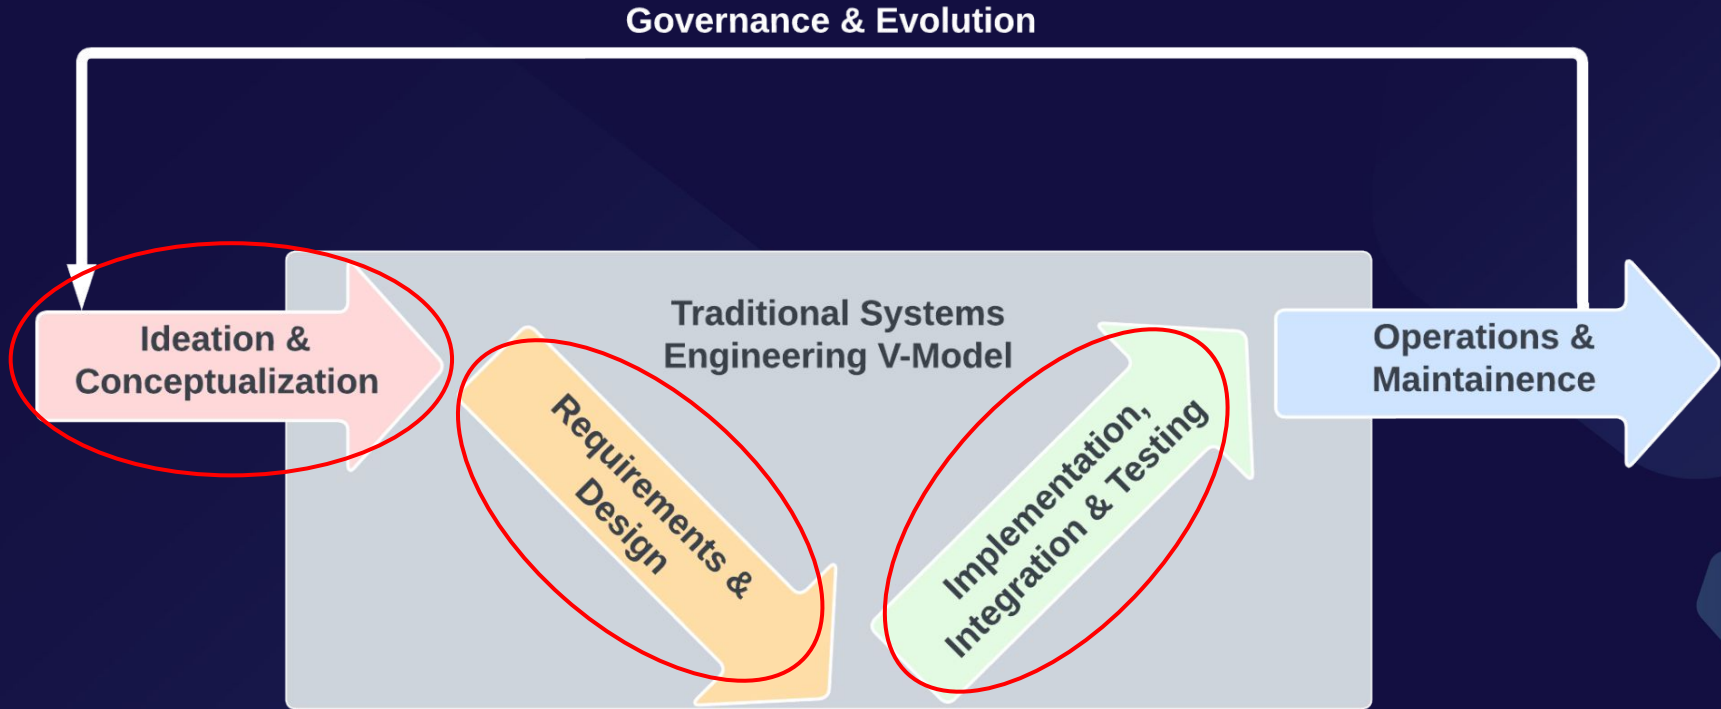 Governance & Evolution
Ideation &
Conceptualization
Traditional Systems
Engineering V-Model
Requirements &
Design
Implementation,
Integration & Testing
Operations &
Maintainence